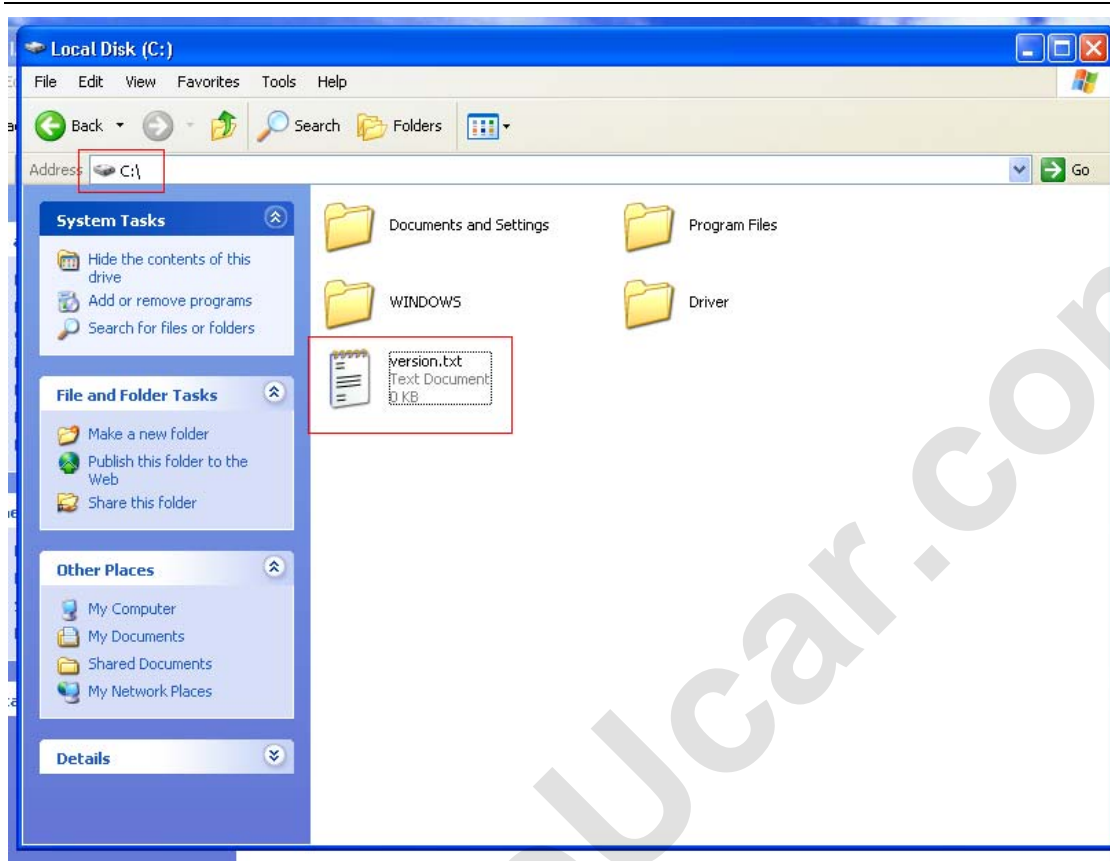 Local Disk (C:)
File Edit View Favorites Tools Help
Back Search Folders
Address C:\ Go
System Tasks
Hide the contents of this
drive
Add or remove programs
Search for files or folders
File and Folder Tasks
Make a new folder
Publish this folder to the
Web
Share this folder
Other Places
My Computer
My Documents
Shared Documents
My Network Places
Details
Documents and Settings Program Files
WINDOWS Driver
version.txt
Text Document
0 KB